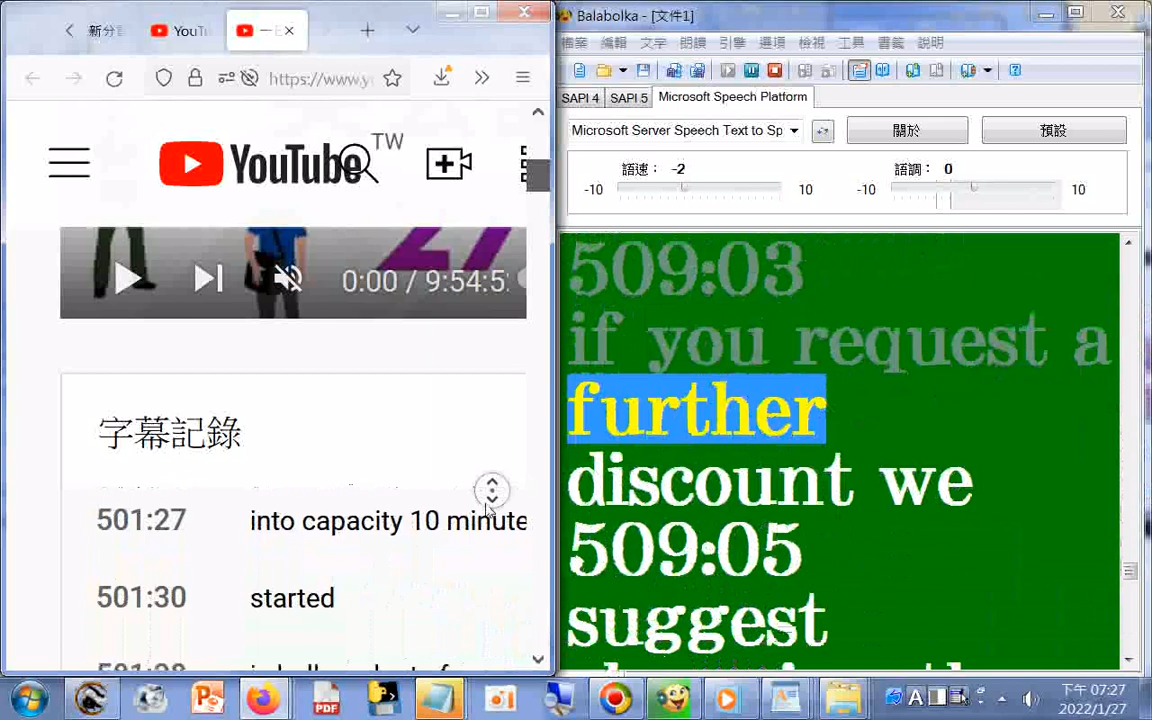 新分
YouTu
一 E
https://www.y
YouTube
TW
27
0:00 / 9:54:5
字幕記錄
501:27
into capacity 10 minute
501:30
started
Balabolka - [文件1]
檔案 編輯 文字 朗讀 引擎 選項 檢視 工具 書籤 說明
SAPI 4 SAPI 5 Microsoft Speech Platform
Microsoft Server Speech Text to Sp
關於
預設
語速： -2
語調： 0
-10 10
-10 10
509:03
if you request a
further
discount we
509:05
suggest
PDF
A
下午 07:27
2022/1/27